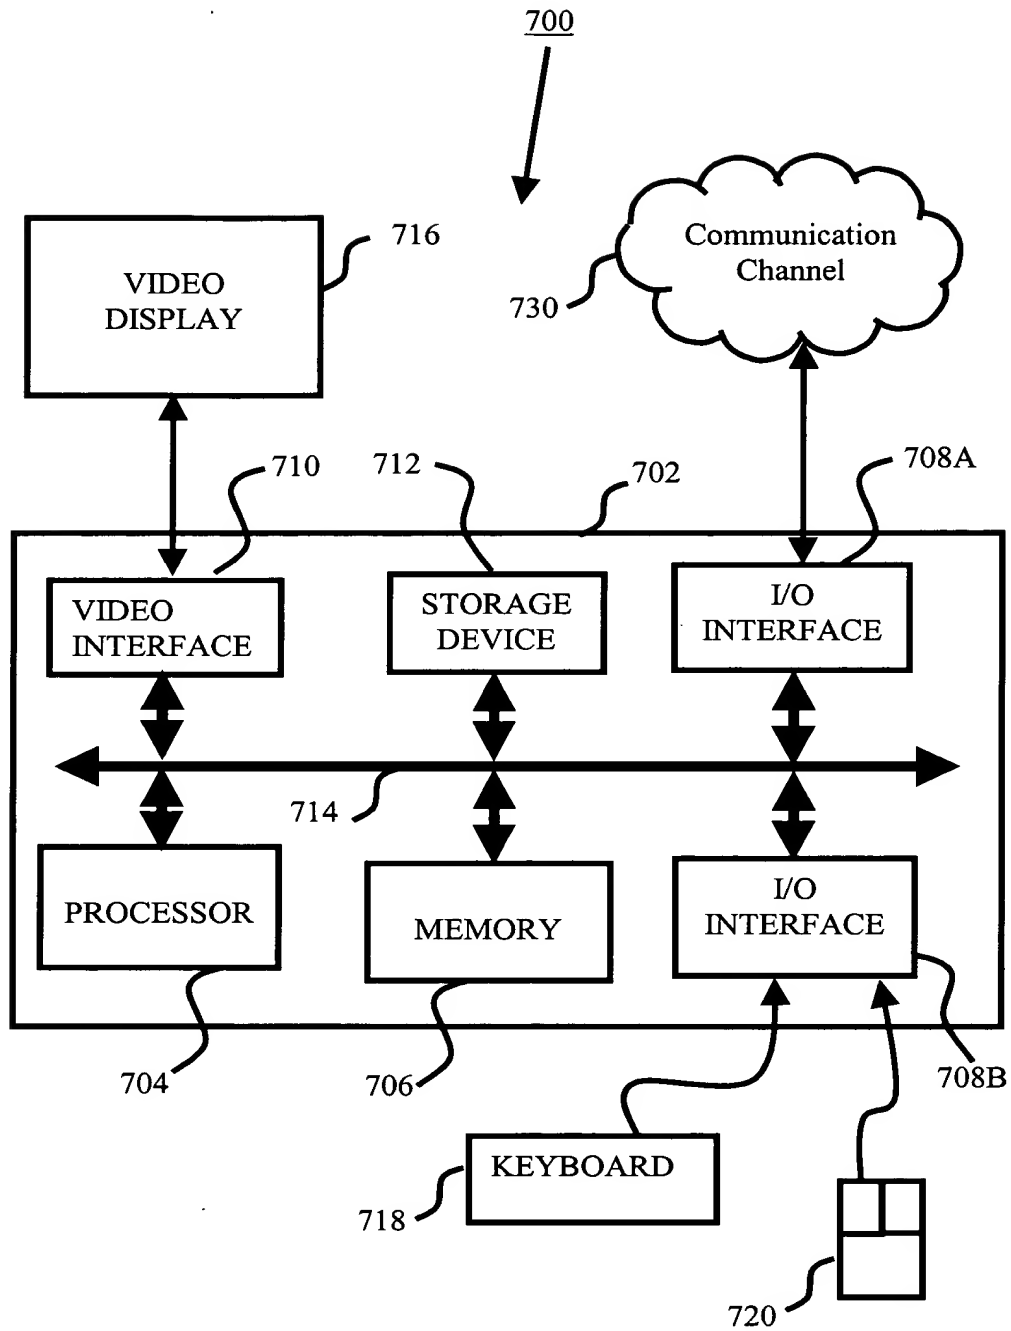 700
716
VIDEO
DISPLAY
Communication
Channel
730
710
712
702
708A
VIDEO
INTERFACE
STORAGE
DEVICE
I/O
INTERFACE
714
PROCESSOR
MEMORY
I/O
INTERFACE
704
706
708B
KEYBOARD
718
720